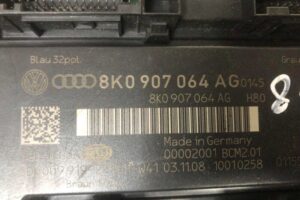 Blau 32pol.
8K0 907 064 AG 0145
8K0 907 064 AG H80
Made in Germany
00002001 BCM2.01
W41 03.11.08 10010258